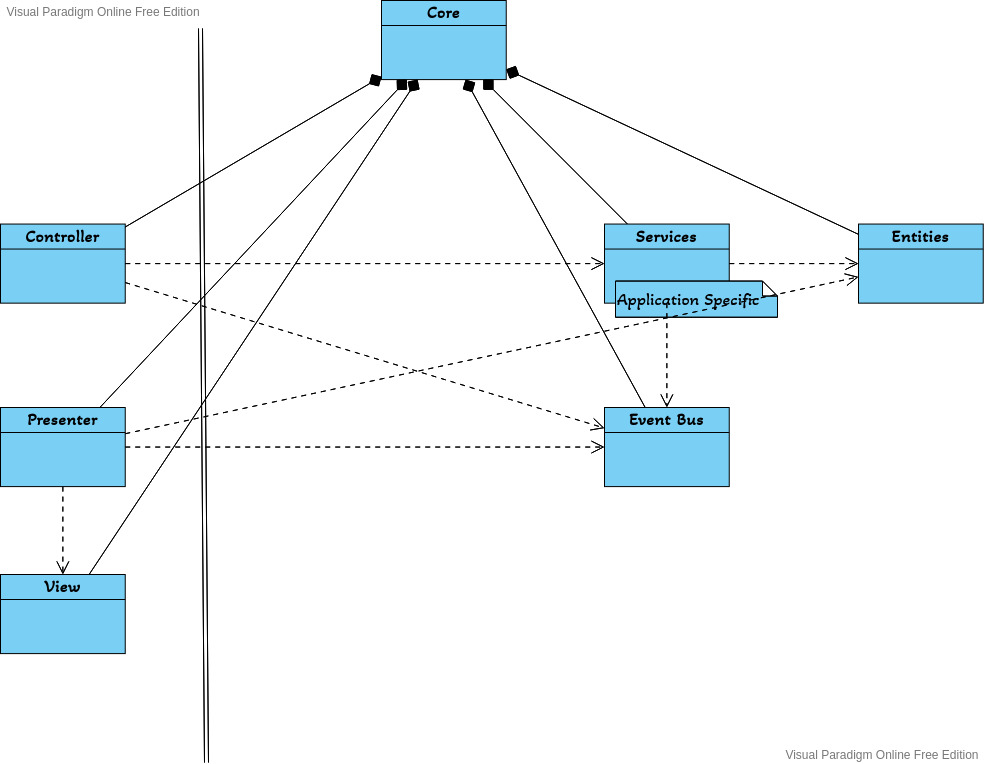 Visual Paradigm Online Free Edition
Core
Controller
Services
Entities
Application Specific
Presenter
Event Bus
View
Visual Paradigm Online Free Edition